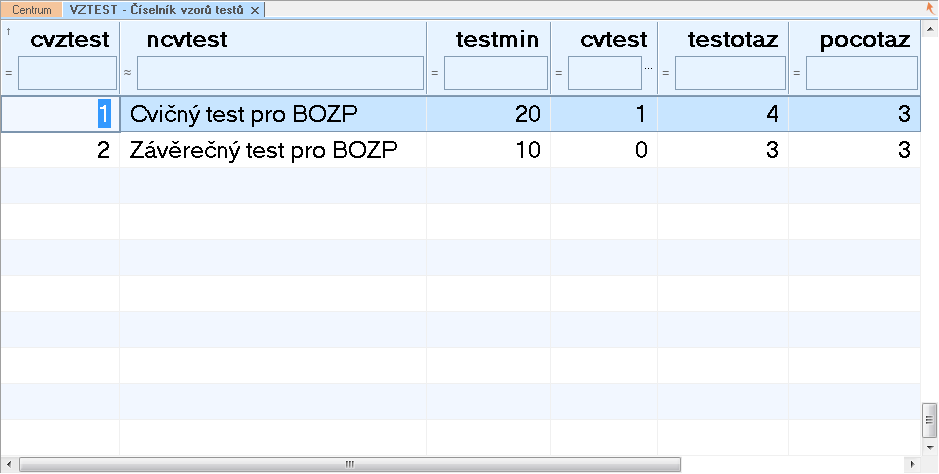 Centrum VZTEST - Číselník vzorů testů
cvztest ncvtest testmin cvtest testotaz pocotaz
= ≈ = = ... = =
1 Cvičný test pro BOZP 20 1 4 3
2 Závěrečný test pro BOZP 10 0 3 3